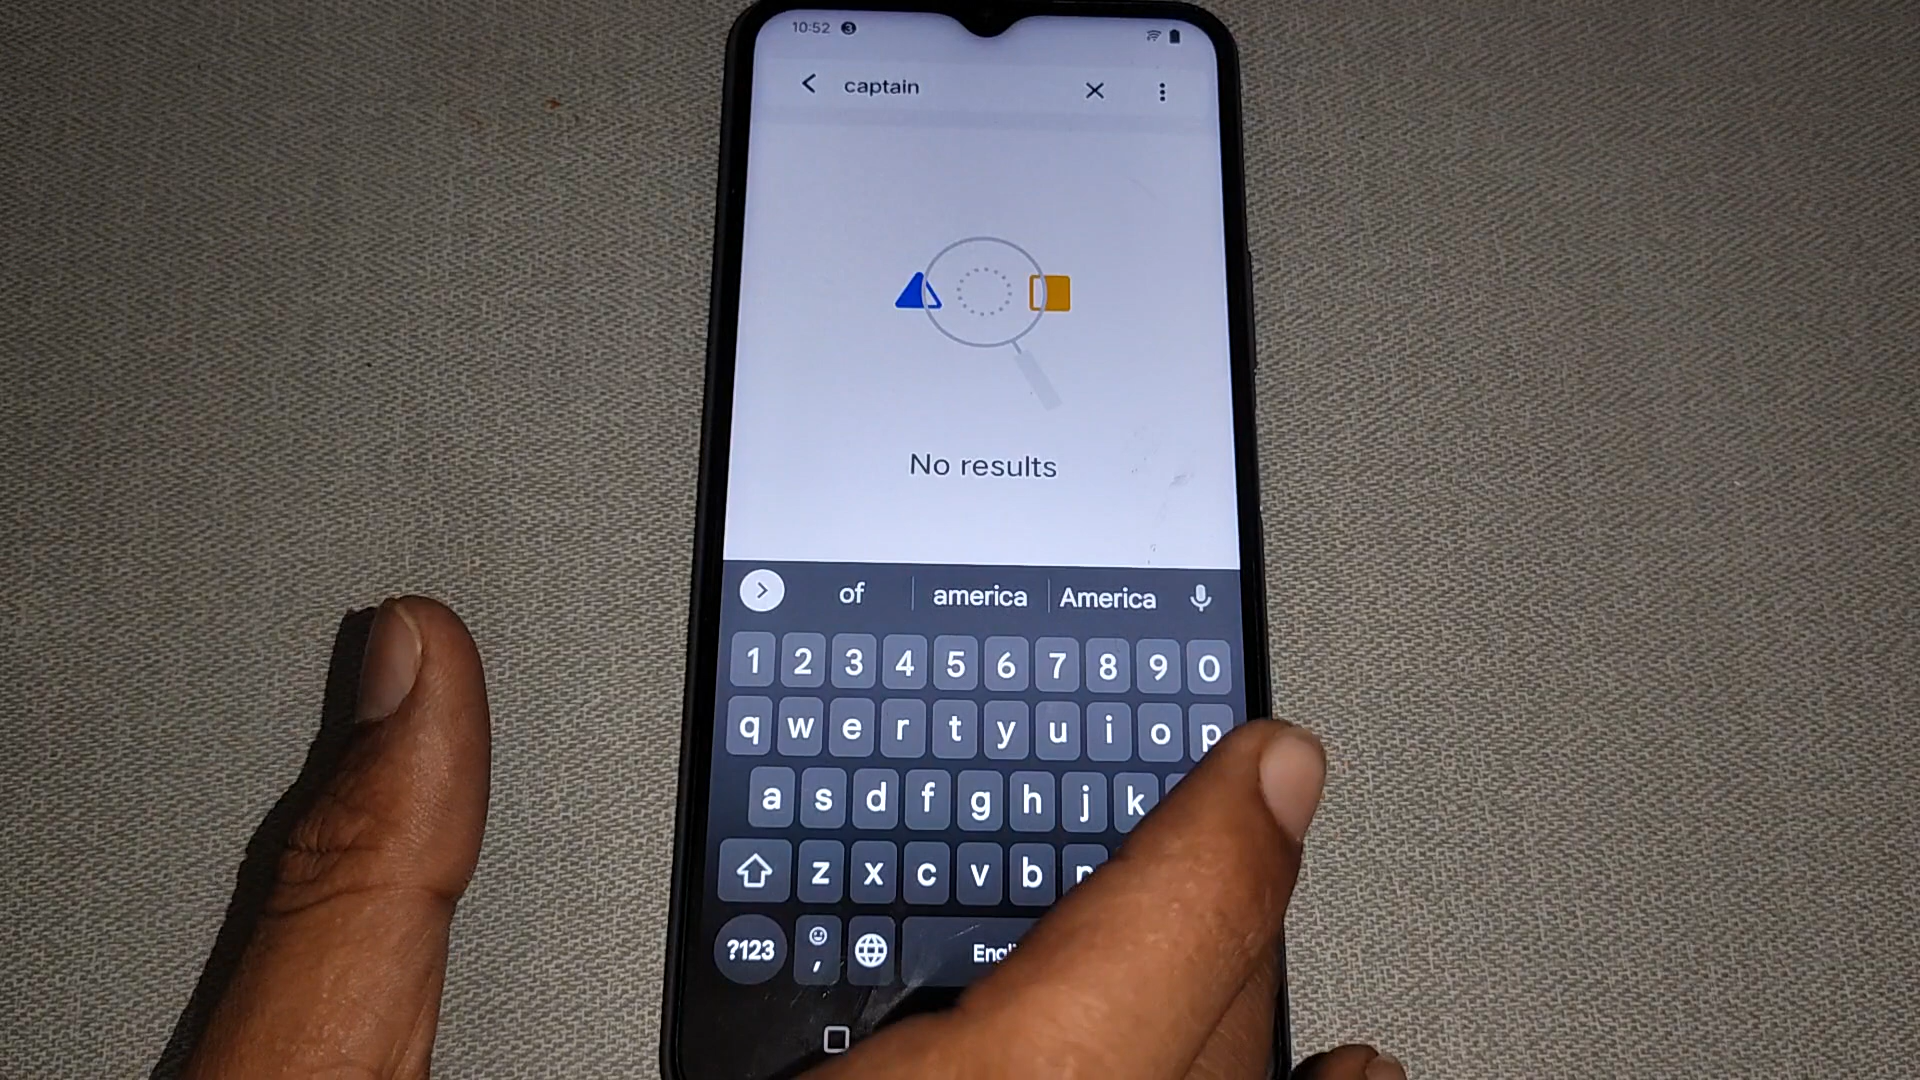 10:52 3
captain
No results
of america America
1 2 3 4 5 6 7 8 9 0
q w e r t y u i o p
a s d f g h j k
z x c v b
?123 ,